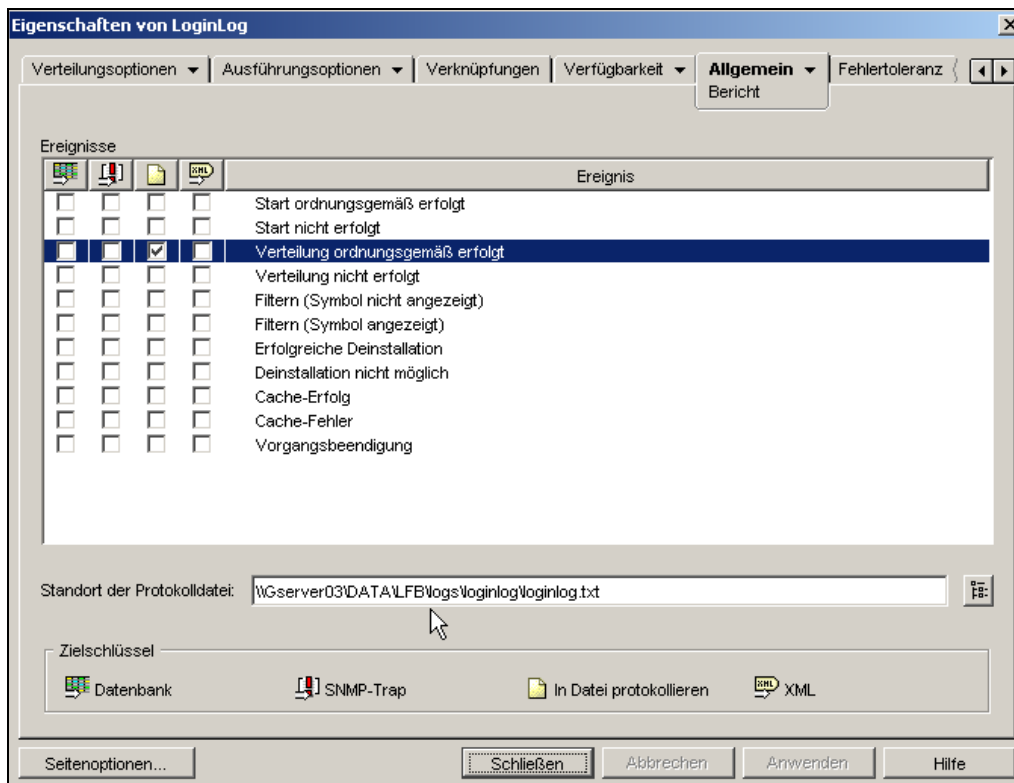 Eigenschaften von LoginLog
Verteilungsoptionen Ausführungsoptionen Verknüpfungen Verfügbarkeit Allgemein Fehlertoleranz
Bericht
Ereignisse
XML Ereignis
Start ordnungsgemäß erfolgt
Start nicht erfolgt
Verteilung ordnungsgemäß erfolgt
Verteilung nicht erfolgt
Filtern (Symbol nicht angezeigt)
Filtern (Symbol angezeigt)
Erfolgreiche Deinstallation
Deinstallation nicht möglich
Cache-Erfolg
Cache-Fehler
Vorgangsbeendigung
Standort der Protokolldatei: \\Gserver03\DATA\LFB\logs\loginlog\loginlog.txt
Zielschlüssel
Datenbank SNMP-Trap In Datei protokollieren XML XML
Seitenoptionen... Schließen Abbrechen Anwenden Hilfe